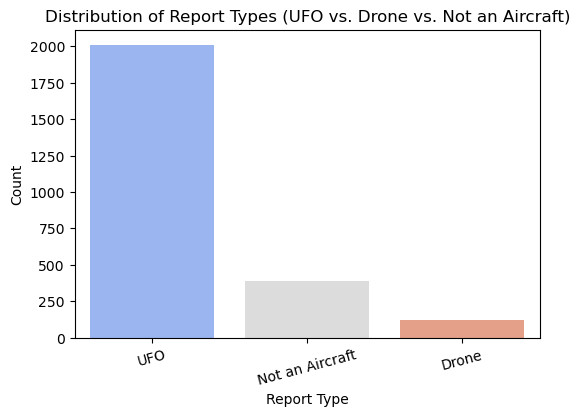 Distribution of Report Types (UFO vs. Drone vs. Not an Aircraft)
2000
1750
1500
1250
1000
750
500
250
0
Count
UFO
Not an Aircraft
Drone
Report Type